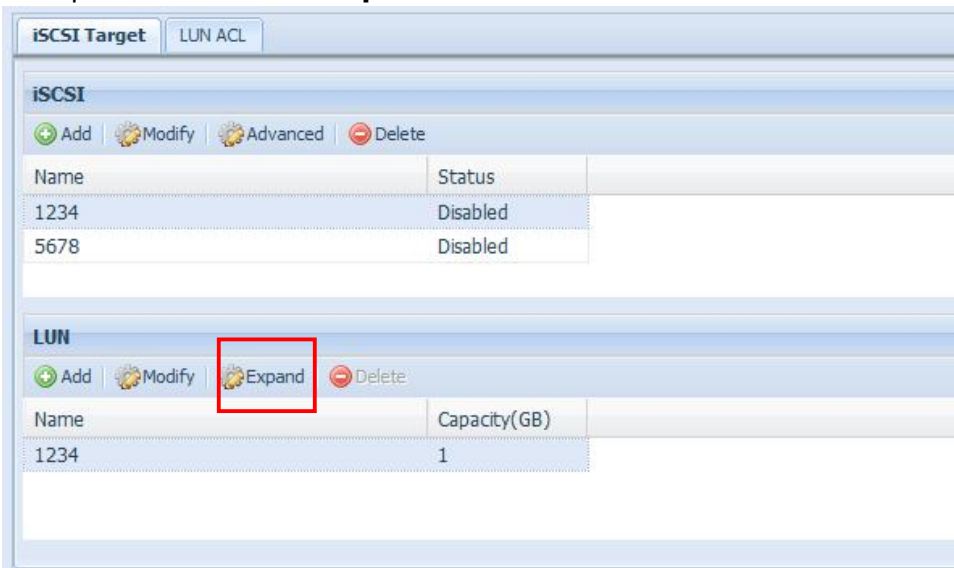 iSCSI Target LUN ACL
iSCSI
Add Modify Advanced Delete
Name Status
1234 Disabled
5678 Disabled
LUN
Add Modify Expand Delete
Name Capacity(GB)
1234 1